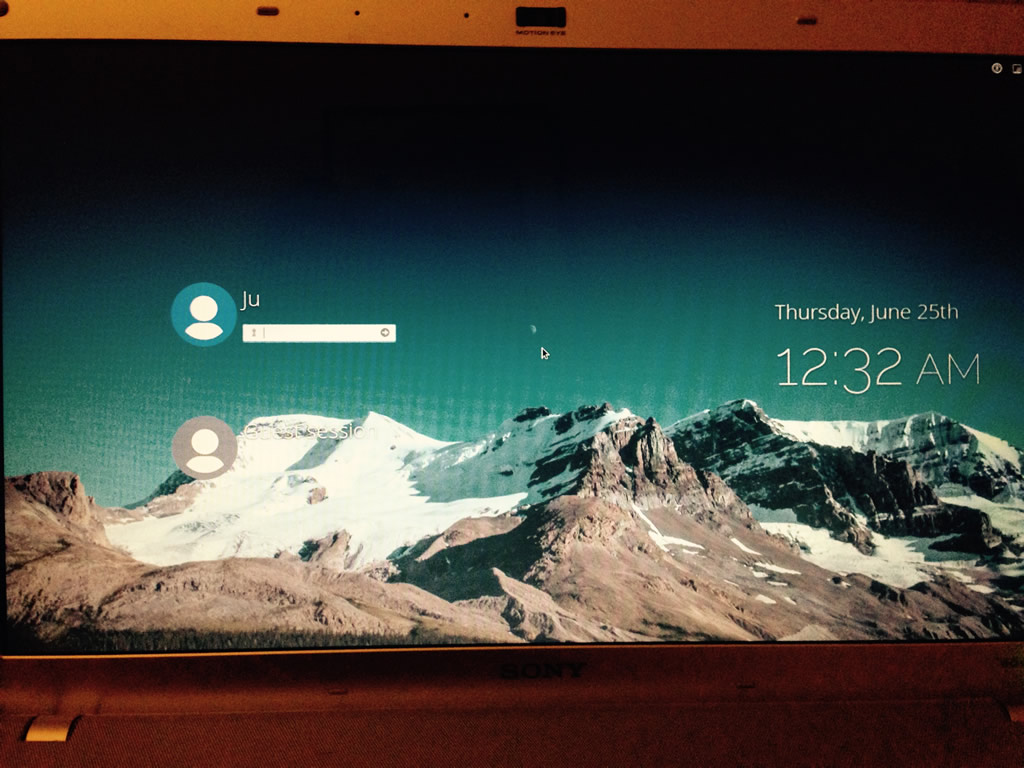 MOTION EYE
Ju
Thursday, June 25th
12:32 AM
Guest session
SONY